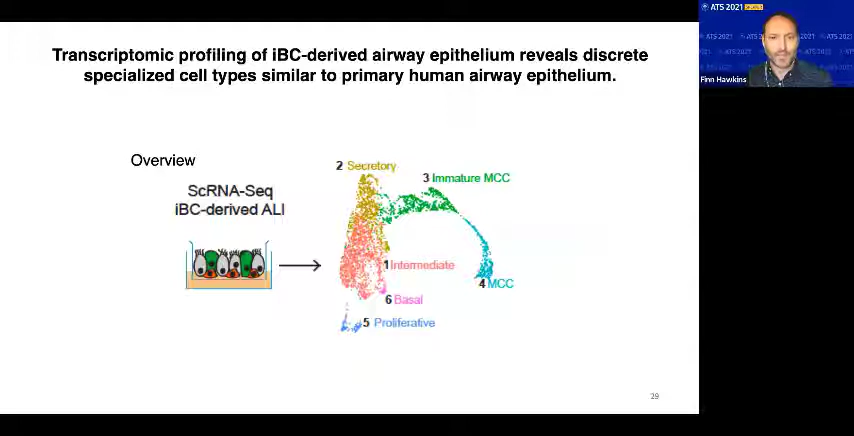 Transcriptomic profiling of iBC-derived airway epithelium reveals discrete
specialized cell types similar to primary human airway epithelium.
Overview
ScRNA-Seq
iBC-derived ALI
2 Secretory
3 Immature MCC
1 Intermediate
4 MCC
6 Basal
5 Proliferative
29
ATS 2021
ATS 2021
Finn Hawkins